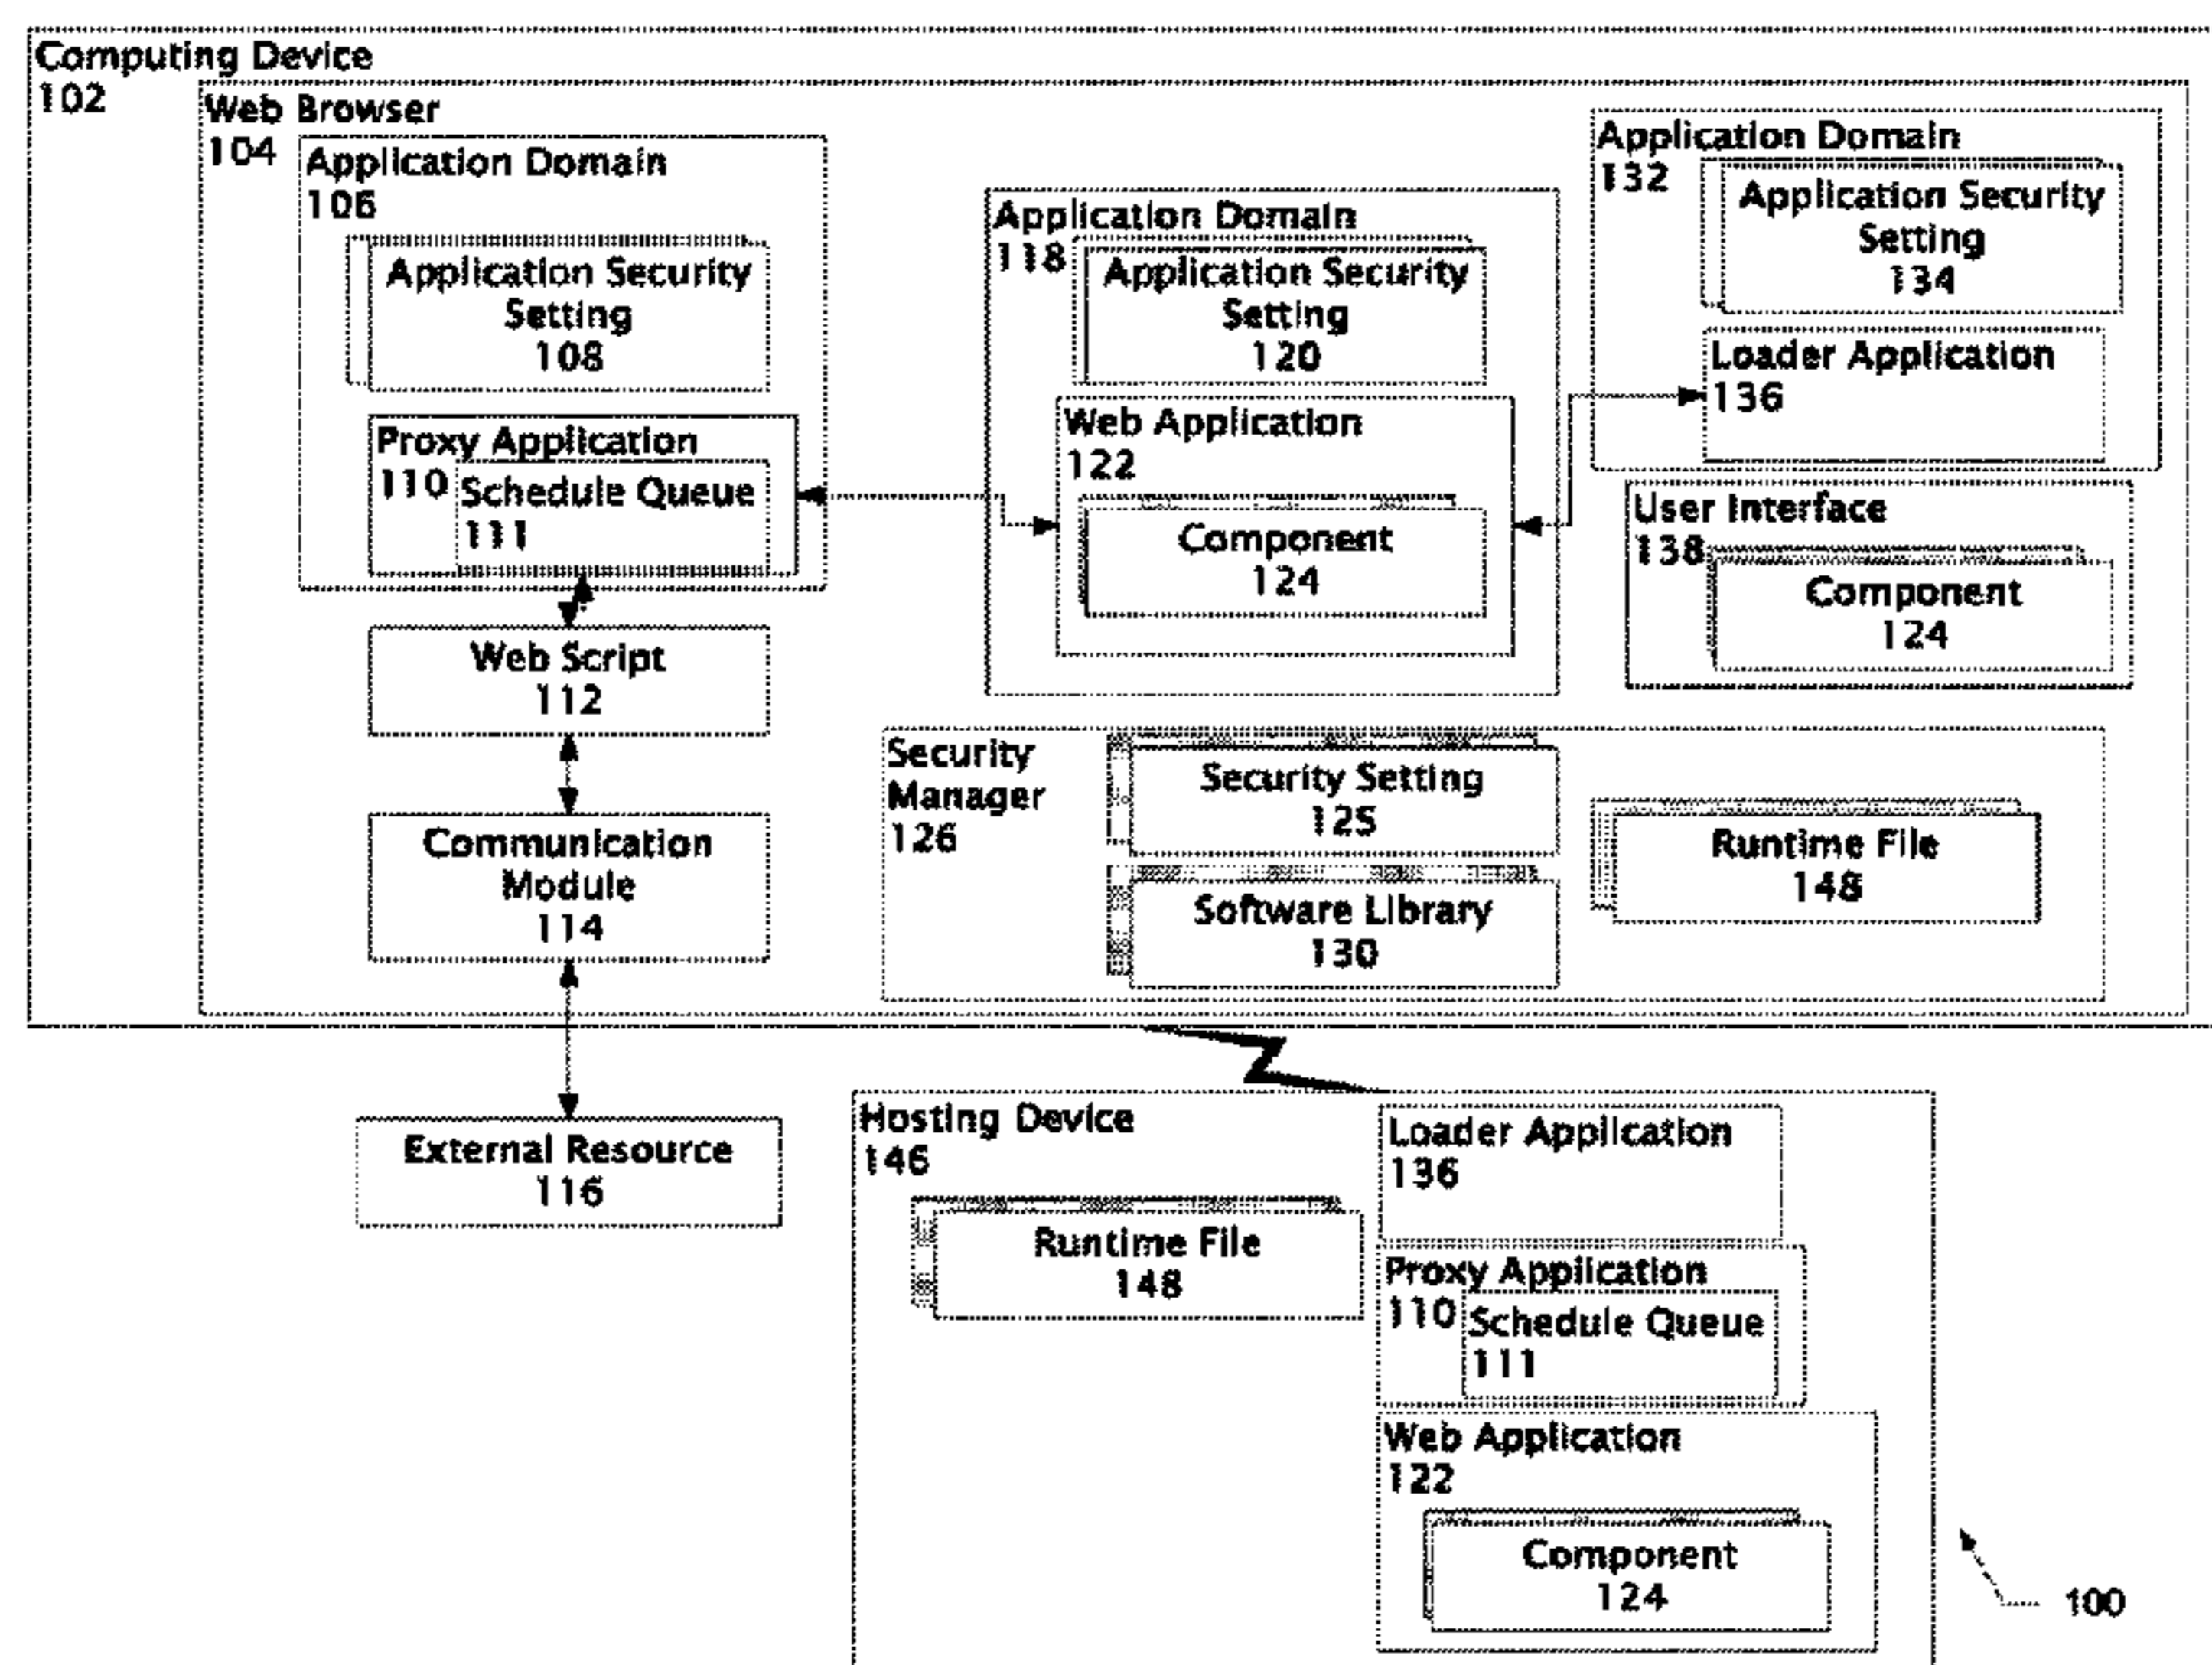 Computing Device
102
Web Browser
104
Application Domain
106
Application Security
Setting
108
Proxy Application
110
Schedule Queue
111
Web Script
112
Communication
Module
114
External Resource
116
Application Domain
118
Application Security
Setting
120
Web Application
122
Component
124
Application Domain
132
Application Security
Setting
134
Loader Application
136
User Interface
138
Component
124
Security
Manager
126
Security Setting
125
Software Library
130
Runtime File
148
Hosting Device
146
Runtime File
148
Loader Application
136
Proxy Application
110
Schedule Queue
111
Web Application
122
Component
124
100